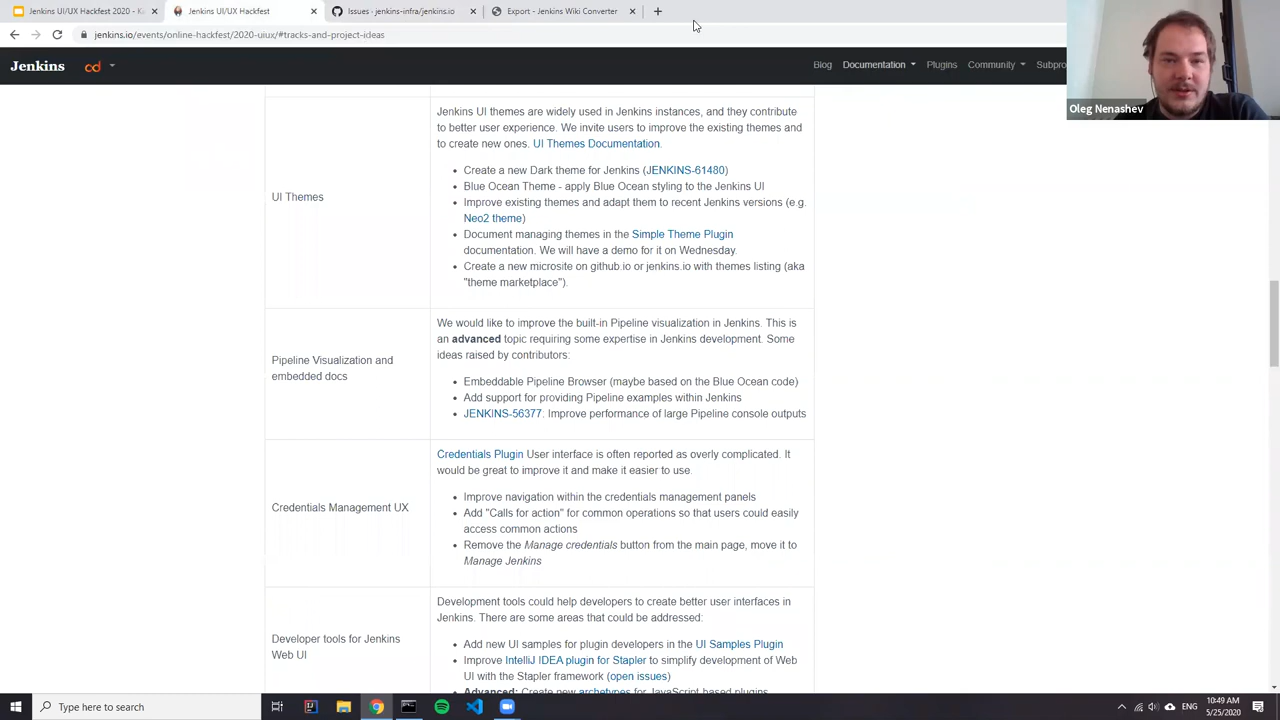 Jenkins UI/UX Hackfest 2020 - K
Jenkins UI/UX Hackfest
Issues · jenkins-infra/jenkins.io
Export - Jenkins Wiki Converter
jenkins.io/events/online-hackfest/2020-uiux/#tracks-and-project-ideas
Jenkins
cd
Blog
Documentation
Plugins
Community
Subpro
Oleg Nenashev
Jenkins UI themes are widely used in Jenkins instances, and they contribute
to better user experience. We invite users to improve the existing themes and
to create new ones. UI Themes Documentation.
UI Themes
• Create a new Dark theme for Jenkins (JENKINS-61480)
• Blue Ocean Theme - apply Blue Ocean styling to the Jenkins UI
• Improve existing themes and adapt them to recent Jenkins versions (e.g.
Neo2 theme)
• Document managing themes in the Simple Theme Plugin
documentation. We will have a demo for it on Wednesday.
• Create a new microsite on github.io or jenkins.io with themes listing (aka
"theme marketplace").
Pipeline Visualization and
embedded docs
We would like to improve the built-in Pipeline visualization in Jenkins. This is
an advanced topic requiring some expertise in Jenkins development. Some
ideas raised by contributors:
• Embeddable Pipeline Browser (maybe based on the Blue Ocean code)
• Add support for providing Pipeline examples within Jenkins
• JENKINS-56377: Improve performance of large Pipeline console outputs
Credentials Management UX
Credentials Plugin User interface is often reported as overly complicated. It
would be great to improve it and make it easier to use.
• Improve navigation within the credentials management panels
• Add "Calls for action" for common operations so that users could easily
access common actions
• Remove the Manage credentials button from the main page, move it to
Manage Jenkins
Developer tools for Jenkins
Web UI
Development tools could help developers to create better user interfaces in
Jenkins. There are some areas that could be addressed:
• Add new UI samples for plugin developers in the UI Samples Plugin
• Improve IntelliJ IDEA plugin for Stapler to simplify development of Web
UI with the Stapler framework (open issues)
• Advanced: Create new archetypes for JavaScript-based plugins
Type here to search
ENG
10:49 AM
5/25/2020